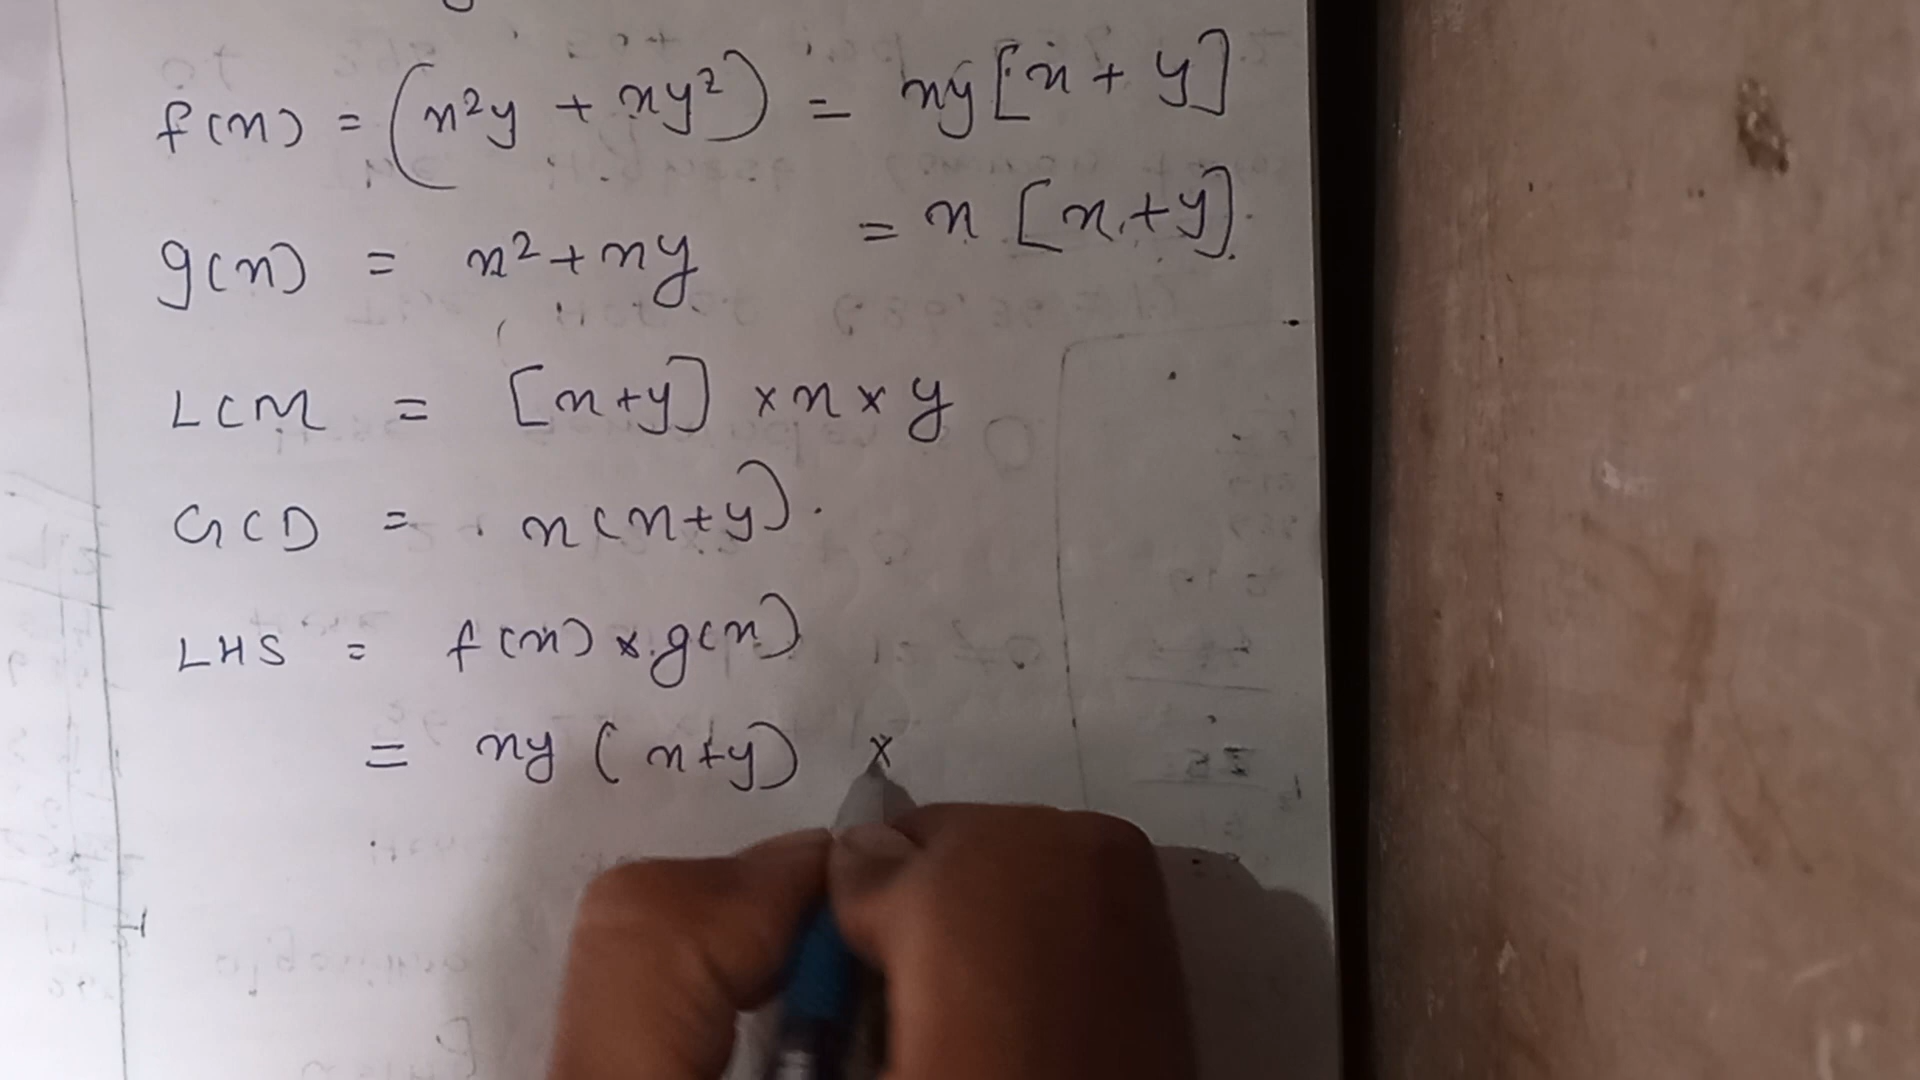 f(x) = (x²y + xy²) = xy[x + y]
g(x) = x² + xy = x [x + y].
LCM = [x+y] × x × y
GCD = x(x+y).
LHS = f(x) × g(x)
= xy (x+y) ×